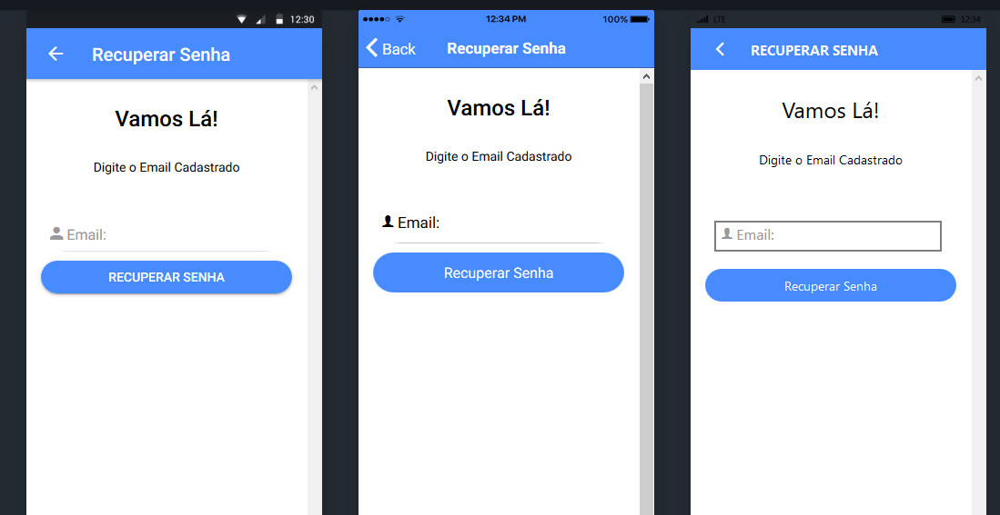 12:30
Recuperar Senha
Vamos Lá!
Digite o Email Cadastrado
Email:
RECUPERAR SENHA
12:34 PM
100%
Back
Recuperar Senha
Vamos Lá!
Digite o Email Cadastrado
Email:
Recuperar Senha
LTE
12:34
RECUPERAR SENHA
Vamos Lá!
Digite o Email Cadastrado
Email:
Recuperar Senha